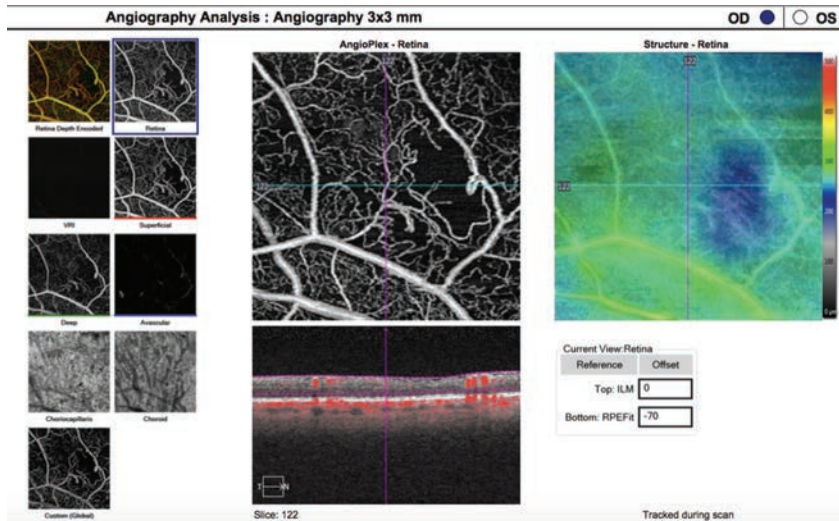 Angiography Analysis : Angiography 3x3 mm
OD OS
AngioPlex - Retina
Structure - Retina
122
122
122
122
Retina Depth Encoded
Retina
VRI
Superficial
Deep
Avascular
Choriocapillaris
Choroid
Custom (Global)
T N
Slice: 122
Current View:Retina
Reference Offset
Top: ILM 0
Bottom: RPEFit -70
Tracked during scan